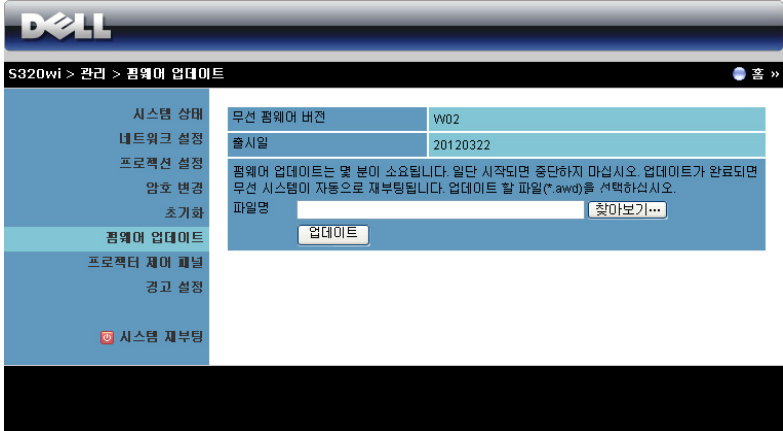 DELL
S320wi > 관리 > 펌웨어 업데이트
홈 »
시스템 상태
네트워크 설정
프로젝션 설정
암호 변경
초기화
펌웨어 업데이트
프로젝터 제어 패널
경고 설정
시스템 재부팅
무선 펌웨어 버전 W02
출시일 20120322
펌웨어 업데이트는 몇 분이 소요됩니다. 일단 시작되면 중단하지 마십시오. 업데이트가 완료되면
무선 시스템이 자동으로 재부팅됩니다. 업데이트 할 파일(*.awd)을 선택하십시오.
파일명 찾아보기...
업데이트